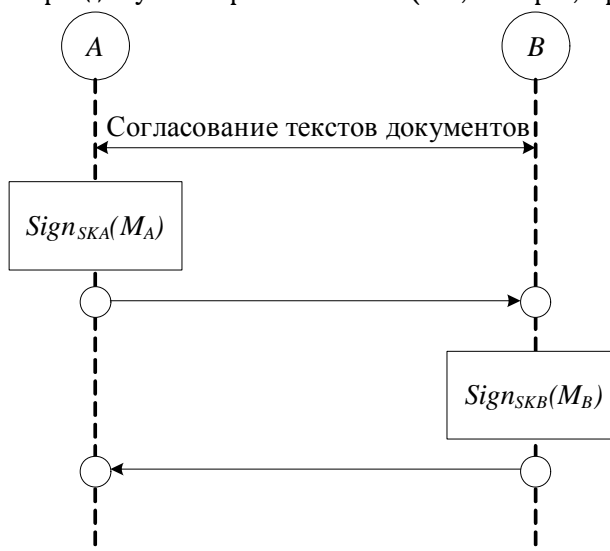 A
B
Согласование текстов документов
Sign_SKA(M_A)
Sign_SKB(M_B)